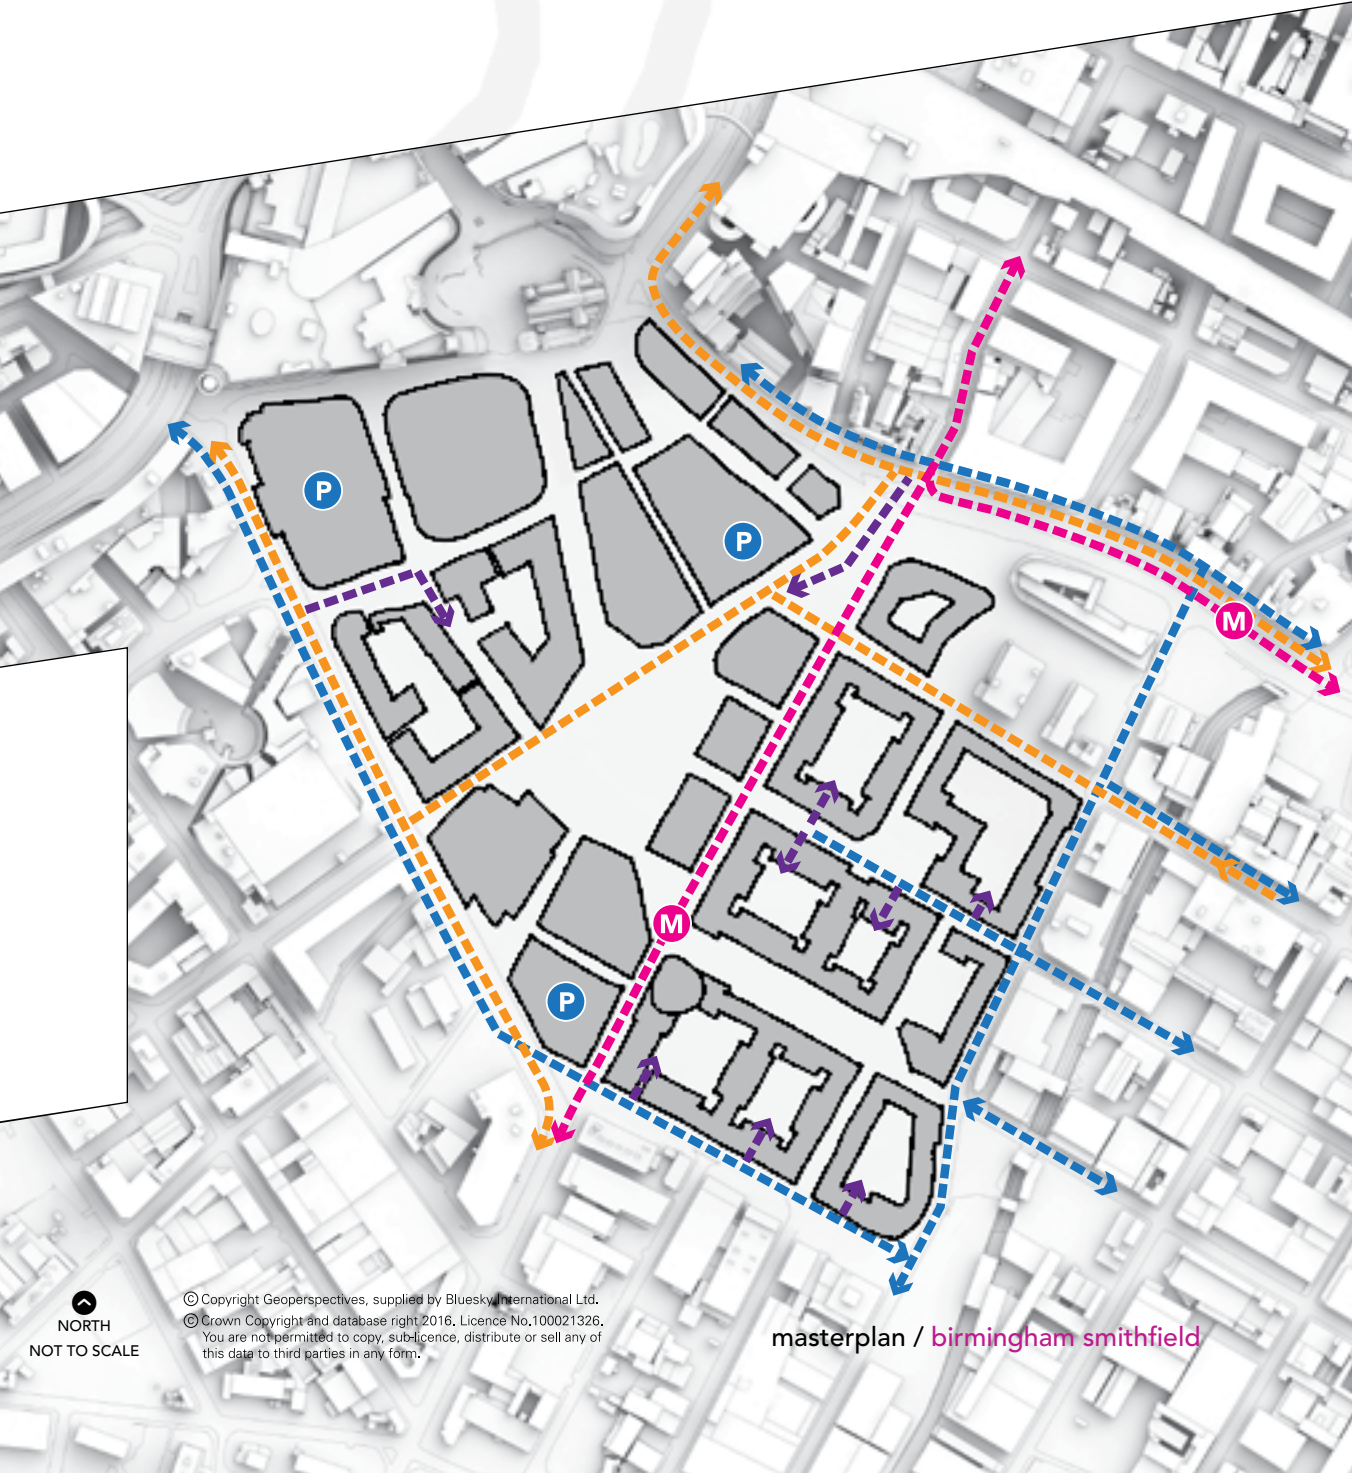 P
P
M
M
P
NORTH
NOT TO SCALE
© Copyright Geoperspectives, supplied by Bluesky International Ltd.
© Crown Copyright and database right 2016. Licence No.100021326.
You are not permitted to copy, sub-licence, distribute or sell any of
this data to third parties in any form.
masterplan / birmingham smithfield